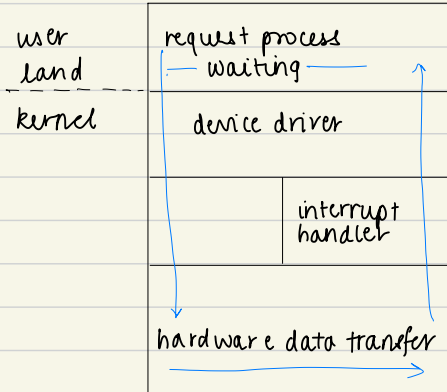 user
land
kernel
request process
waiting
device driver
interrupt
handler
hardware data transfer